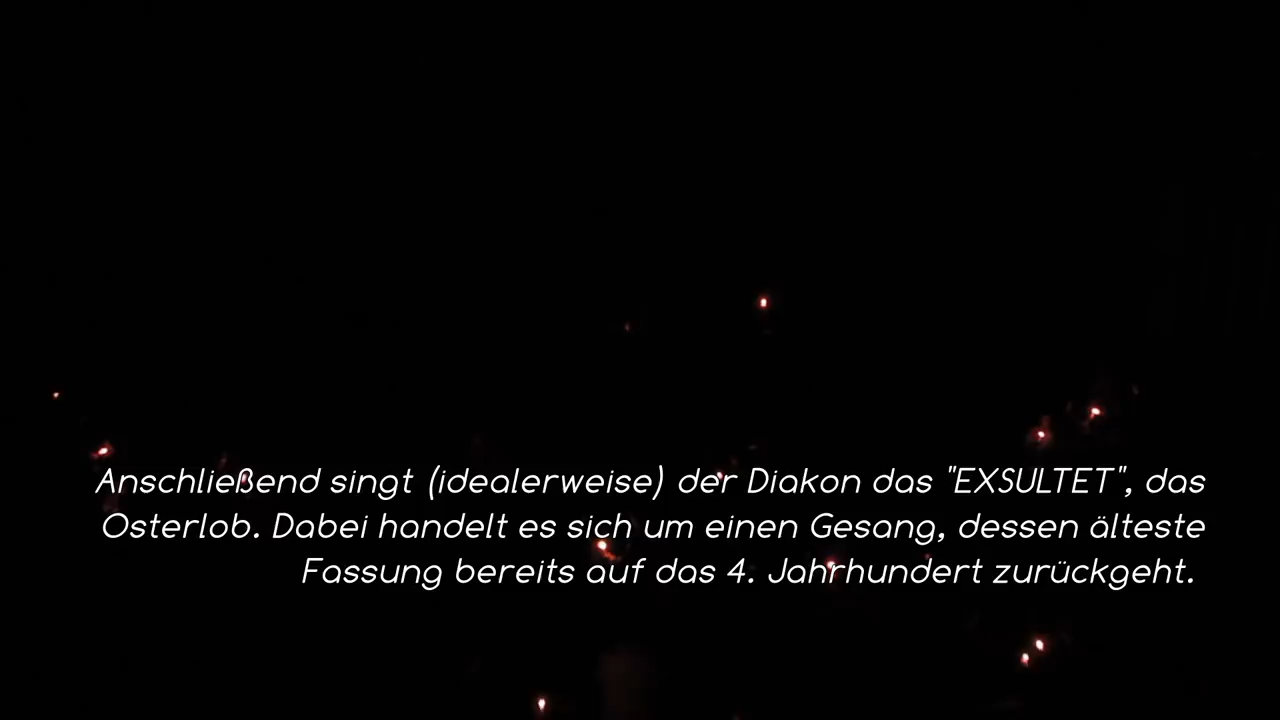 Anschließend singt (idealerweise) der Diakon das "EXSULTET", das
Osterlob. Dabei handelt es sich um einen Gesang, dessen älteste
Fassung bereits auf das 4. Jahrhundert zurückgeht.